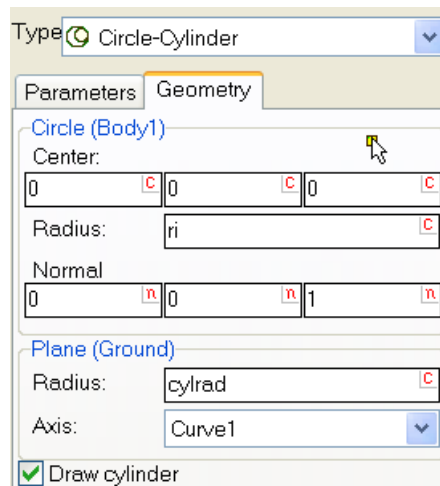 Type Circle-Cylinder
Parameters Geometry
Circle (Body1)
Center:
0 C 0 C 0 C
Radius: ri C
Normal
0 n 0 n 1 n
Plane (Ground)
Radius: cylrad C
Axis: Curve1
Draw cylinder